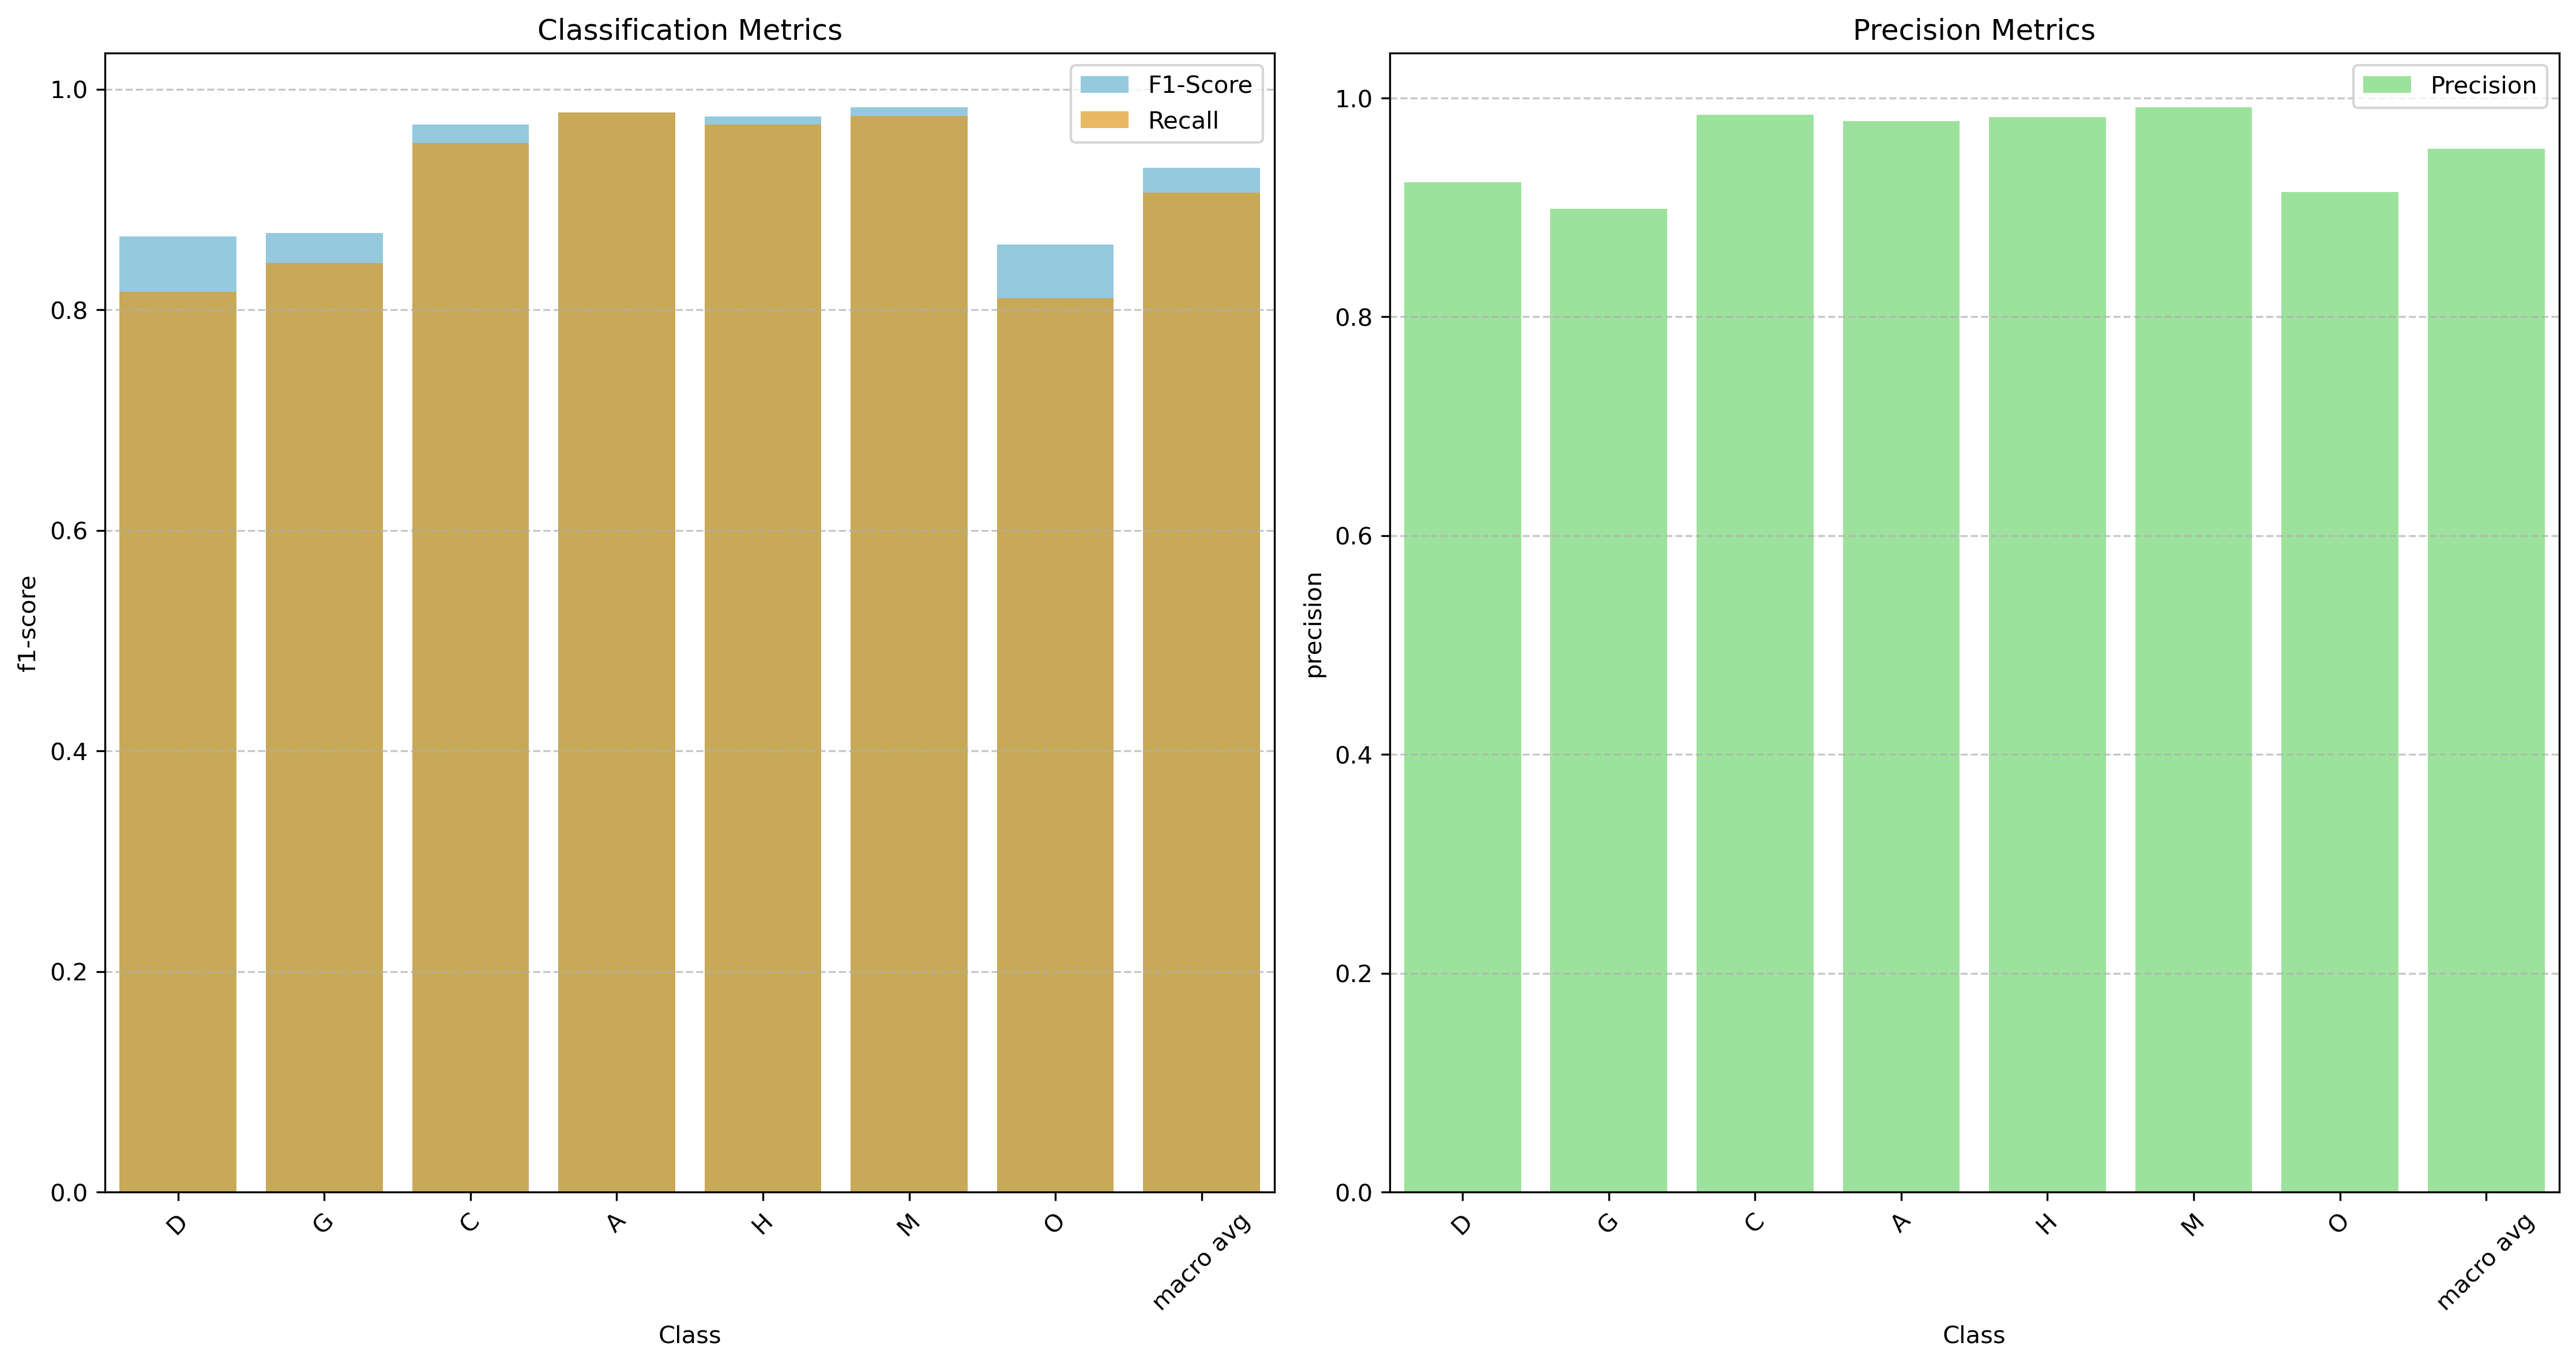 Classification Metrics
F1-Score
Recall
1.0
0.8
0.6
0.4
0.2
0.0
f1-score
D
G
C
A
H
M
O
macro avg
Class
Precision Metrics
Precision
1.0
0.8
0.6
0.4
0.2
0.0
precision
D
G
C
A
H
M
O
macro avg
Class